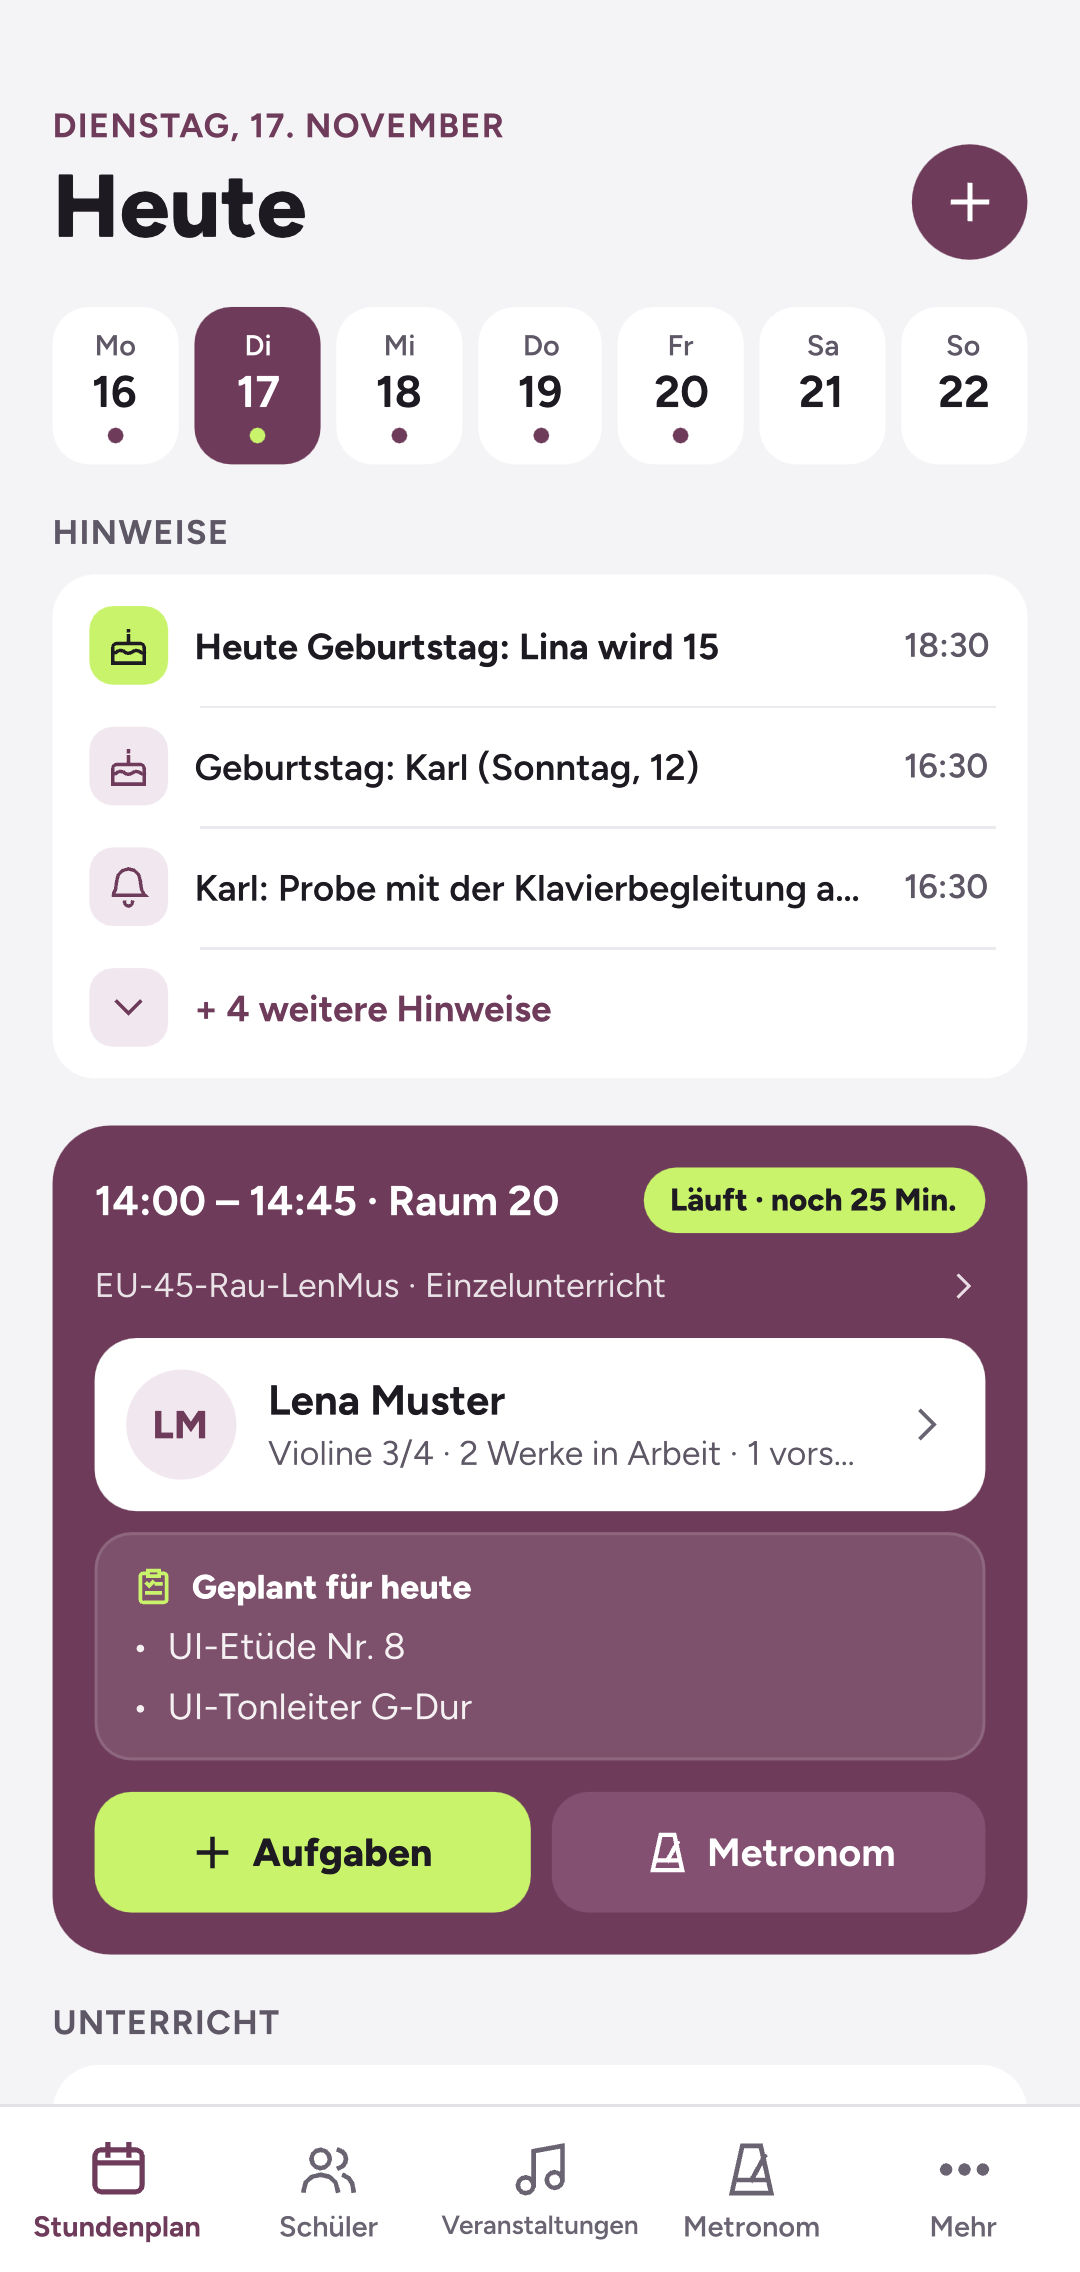 DIENSTAG, 17. NOVEMBER
Heute
Mo Di Mi Do Fr Sa So
16 17 18 19 20 21 22
HINWEISE
Heute Geburtstag: Lina wird 15 18:30
Geburtstag: Karl (Sonntag, 12) 16:30
Karl: Probe mit der Klavierbegleitung a... 16:30
+ 4 weitere Hinweise
14:00 – 14:45 · Raum 20 Läuft · noch 25 Min.
EU-45-Rau-LenMus · Einzelunterricht
LM Lena Muster
Violine 3/4 · 2 Werke in Arbeit · 1 vors...
Geplant für heute
• UI-Etüde Nr. 8
• UI-Tonleiter G-Dur
+ Aufgaben Metronom
UNTERRICHT
Stundenplan Schüler Veranstaltungen Metronom Mehr